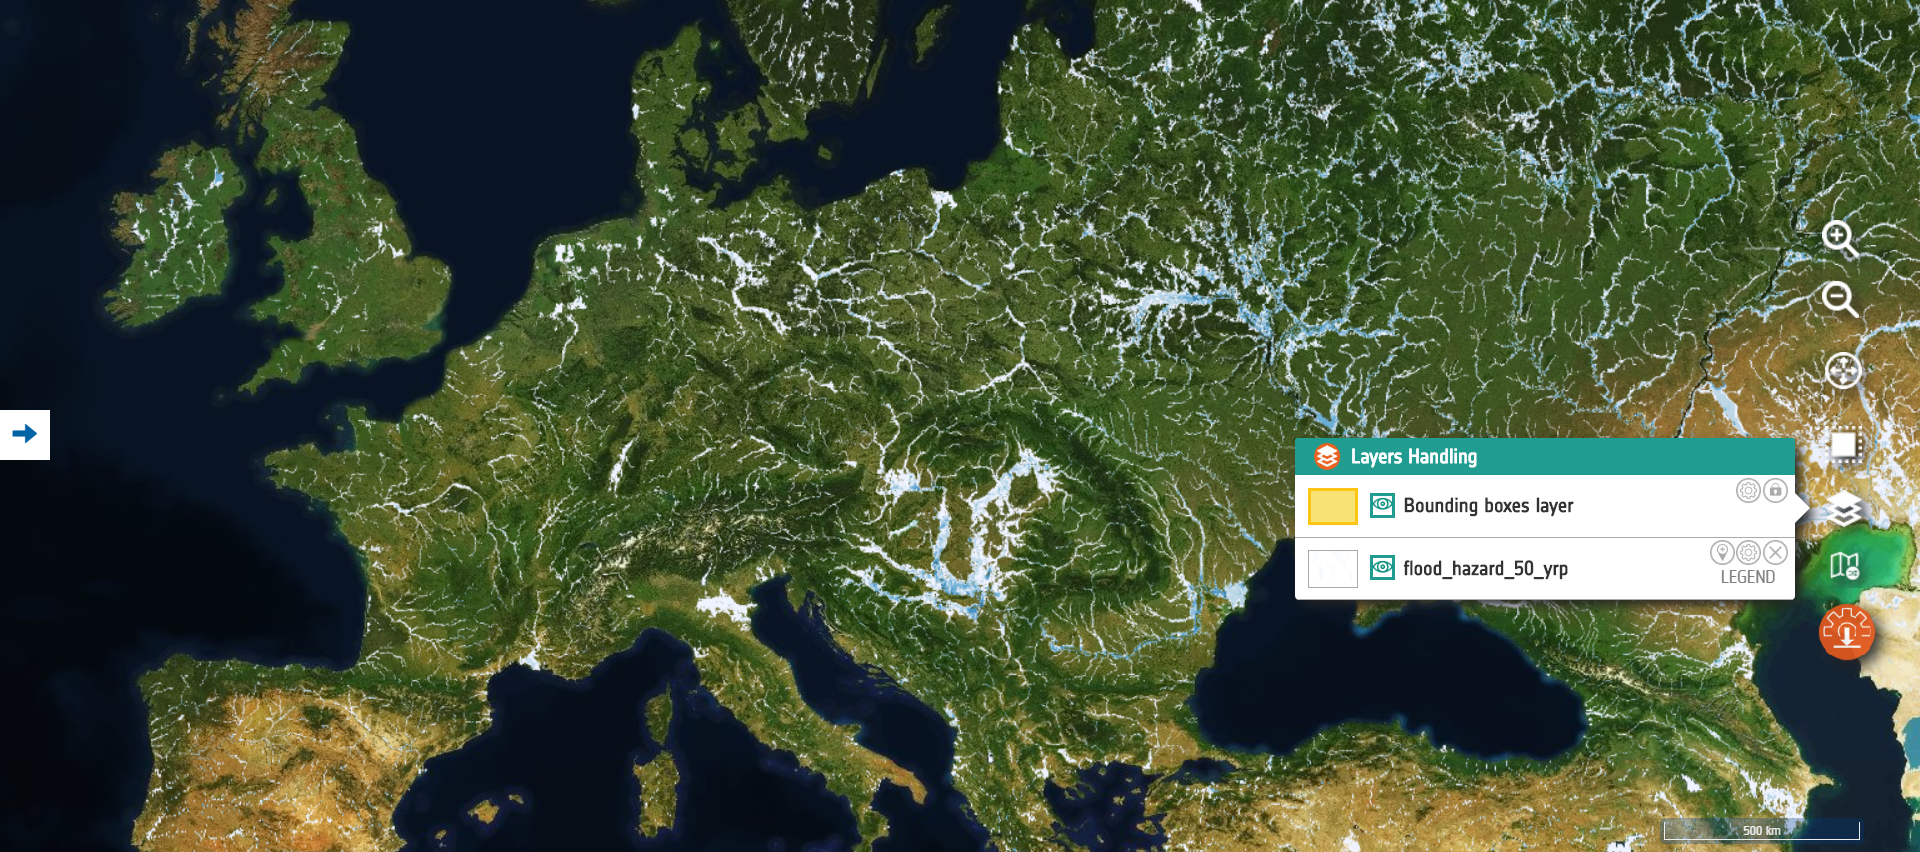 Layers Handling
Bounding boxes layer
flood_hazard_50_yrp
LEGEND
500 km